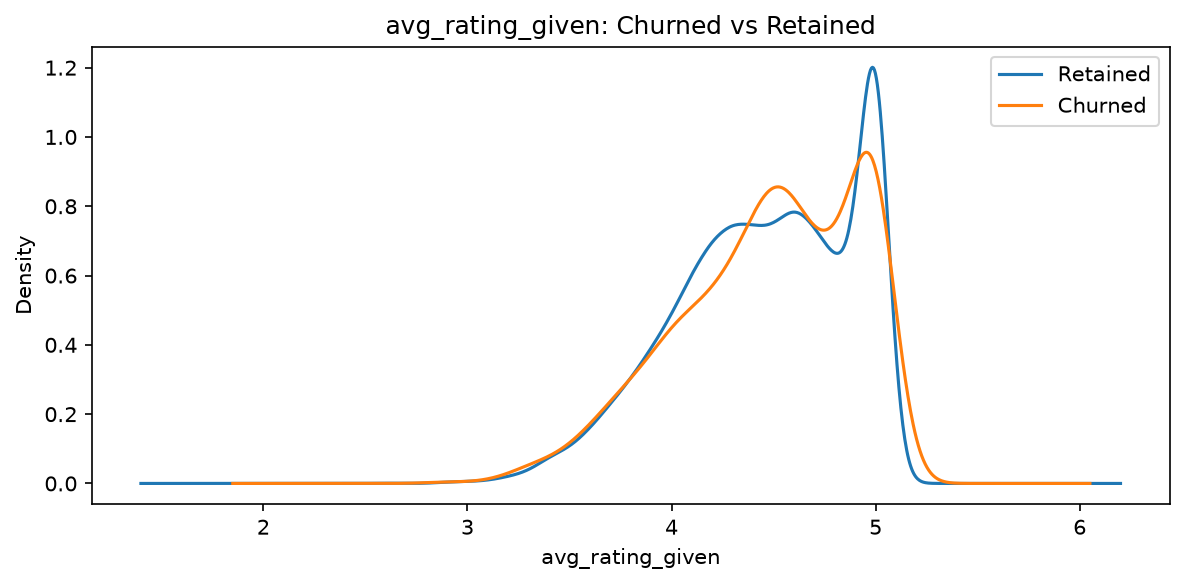 avg_rating_given: Churned vs Retained
Retained
Churned
Density
1.2
1.0
0.8
0.6
0.4
0.2
0.0
2
3
4
5
6
avg_rating_given